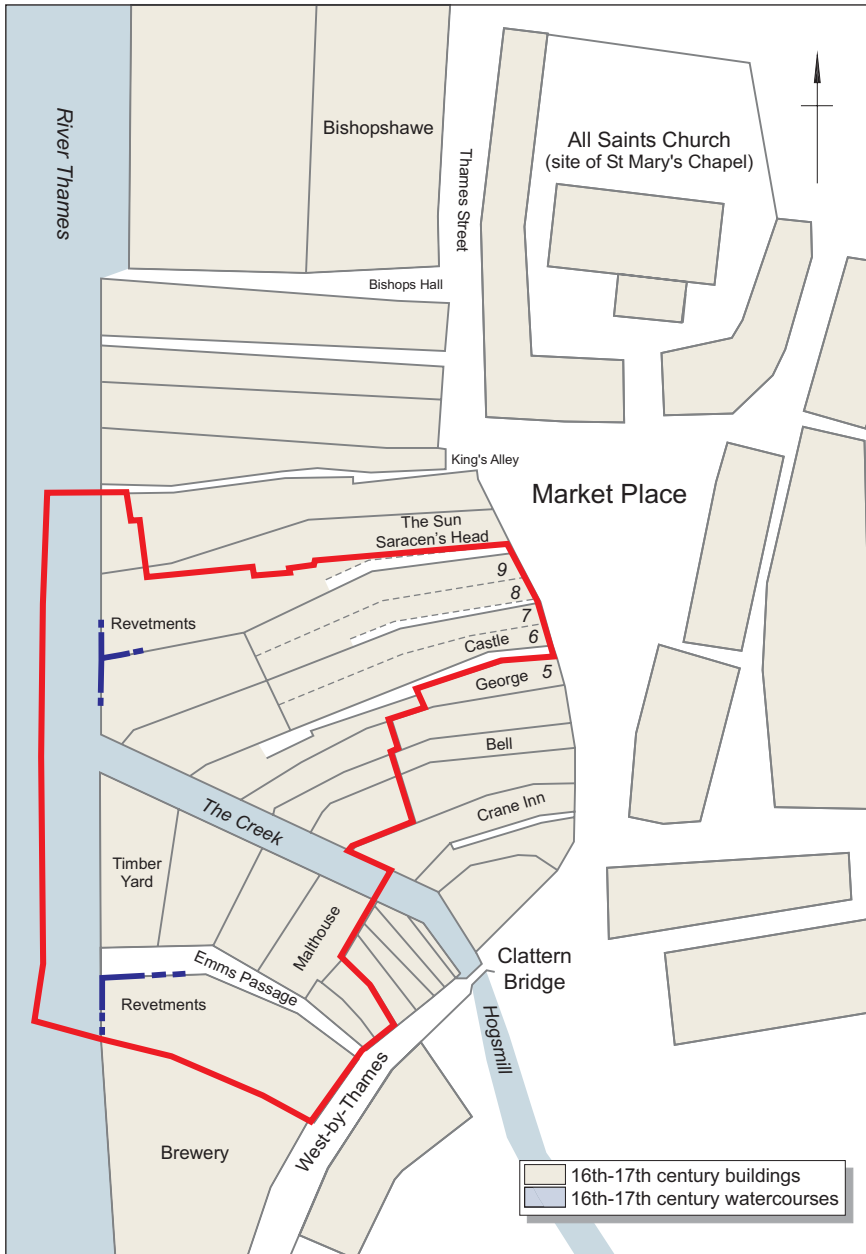 River Thames
Bishopshawe
Thames Street
All Saints Church
(site of St Mary's Chapel)
Bishops Hall
King's Alley
Market Place
The Sun
Saracen's Head
9
8
7
Castle 6
George 5
Revetments
Bell
Crane Inn
The Creek
Timber
Yard
Malthouse
Emms Passage
Clattern
Bridge
Revetments
Hogsmill
West-by-Thames
Brewery
16th-17th century buildings
16th-17th century watercourses